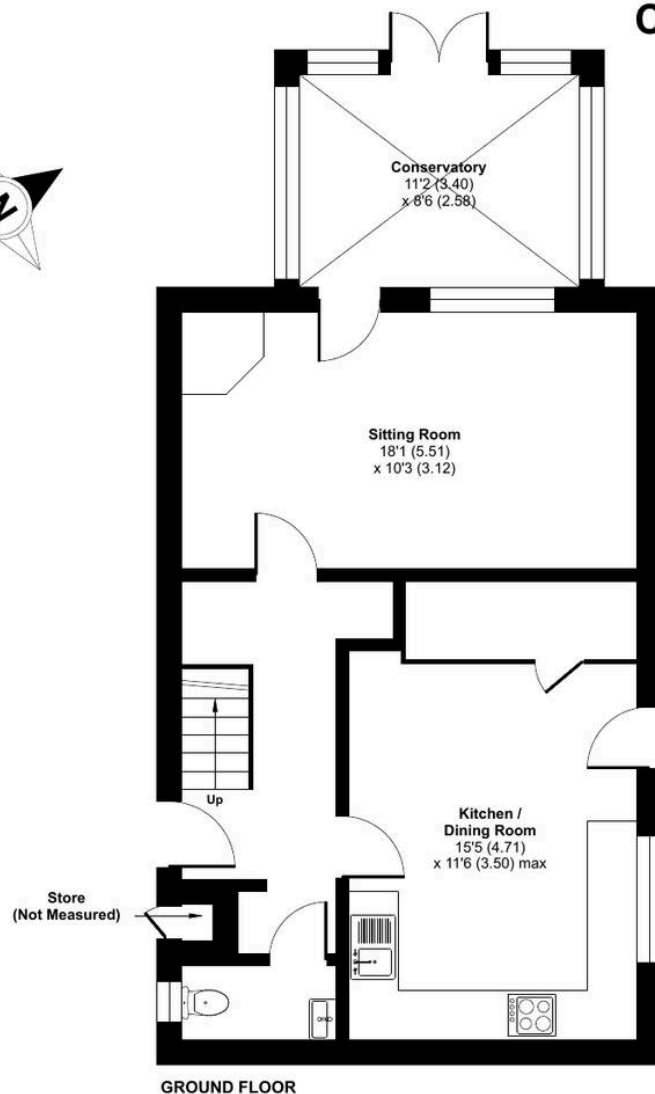 C
N
Conservatory
11'2 (3.40)
x 8'6 (2.58)
Sitting Room
18'1 (5.51)
x 10'3 (3.12)
Up
Kitchen /
Dining Room
15'5 (4.71)
x 11'6 (3.50) max
Store
(Not Measured)
GROUND FLOOR